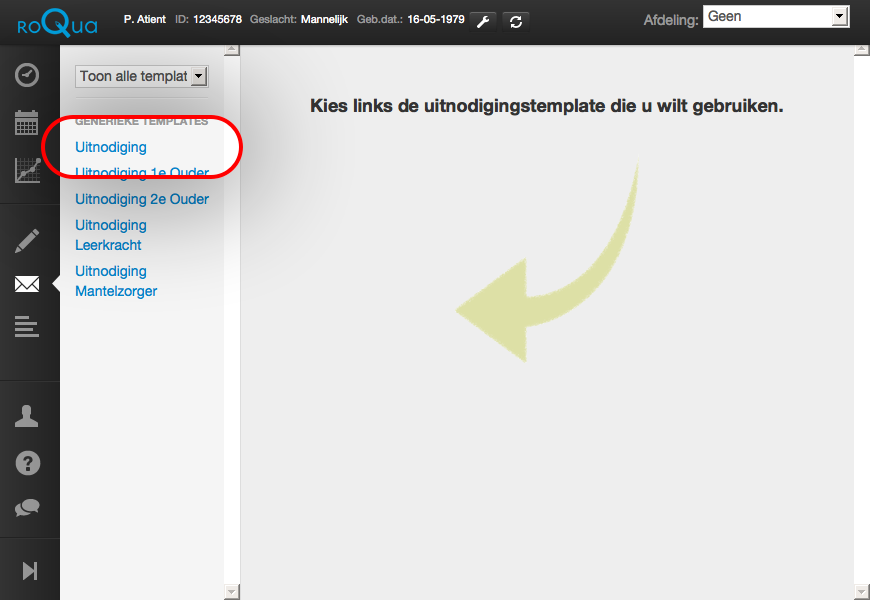 roQua
P. Atient ID: 12345678 Geslacht: Mannelijk Geb.dat.: 16-05-1979
Afdeling: Geen
Toon alle templat
GENERIEKE TEMPLATES
Uitnodiging
Uitnodiging 1e Ouder
Uitnodiging 2e Ouder
Uitnodiging
Leerkracht
Uitnodiging
Mantelzorger
Kies links de uitnodigingstemplate die u wilt gebruiken.
?